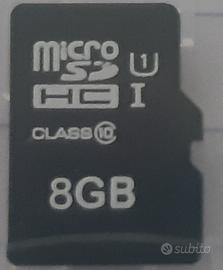 micro
SD U1
HC I
CLASS 10
8GB
subito